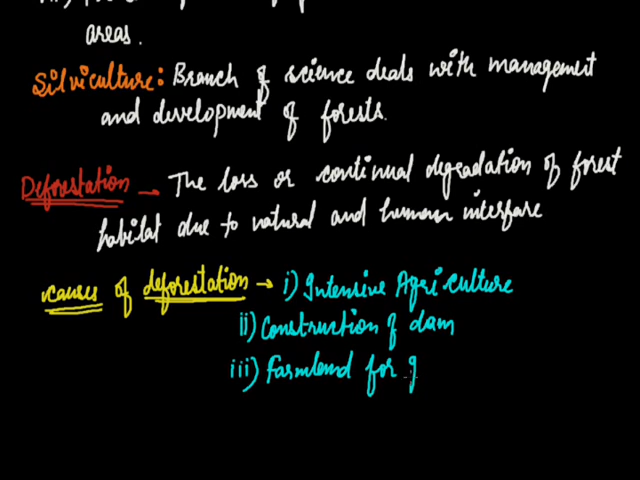 areas.
Silviculture: Branch of science deals with management
and development of forests.
Deforestation → The loss or continual degradation of forest
habitat due to natural and human interfare
causes of deforestation → i) Intensive Agriculture
ii) Construction of dam
iii) Farmlend for g